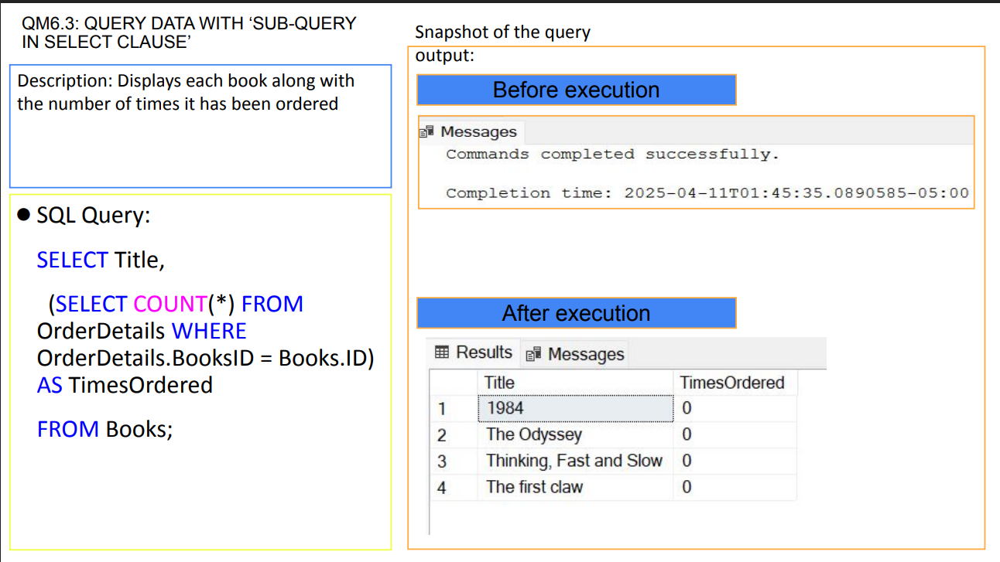 QM6.3: QUERY DATA WITH ‘SUB-QUERY
IN SELECT CLAUSE’
Description: Displays each book along with
the number of times it has been ordered
● SQL Query:
SELECT Title,
(SELECT COUNT(*) FROM
OrderDetails WHERE
OrderDetails.BooksID = Books.ID)
AS TimesOrdered
FROM Books;
Snapshot of the query
output:
Before execution
Messages
Commands completed successfully.
Completion time: 2025-04-11T01:45:35.0890585-05:00
After execution
Results Messages
Title TimesOrdered
1 1984 0
2 The Odyssey 0
3 Thinking, Fast and Slow 0
4 The first claw 0